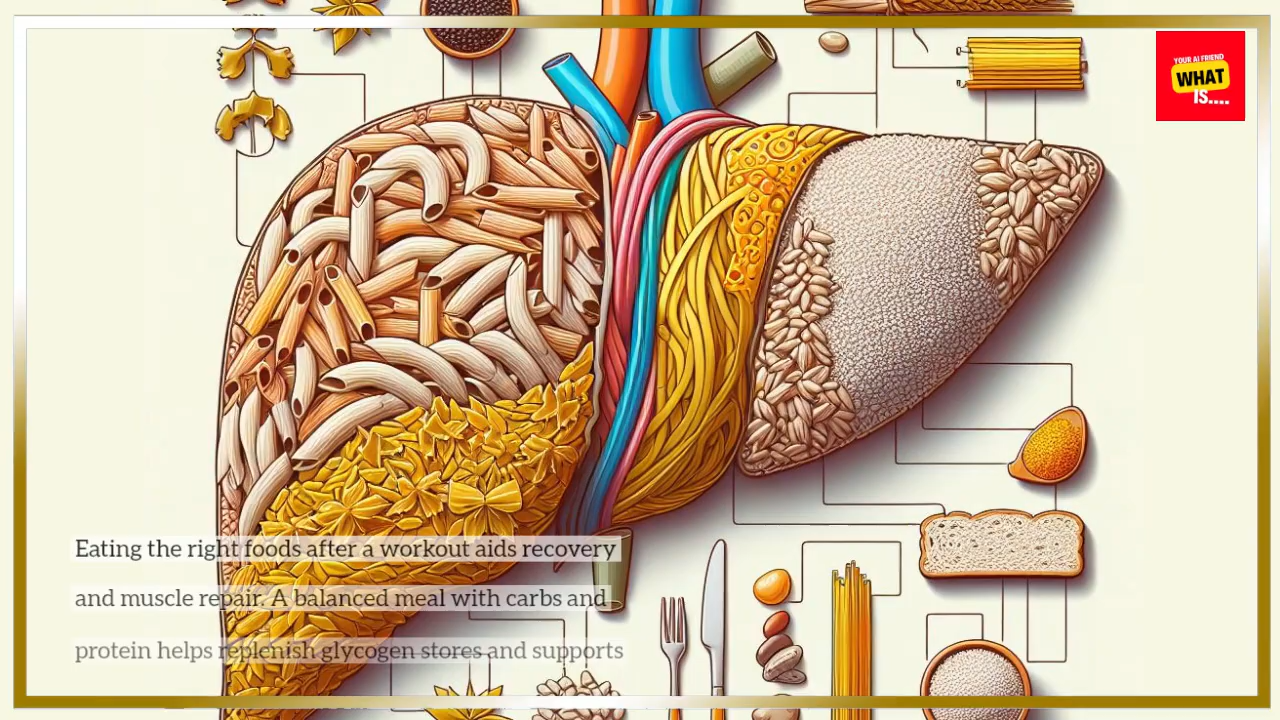 YOUR AI FRIEND
WHAT
IS....
Eating the right foods after a workout aids recovery
and muscle repair. A balanced meal with carbs and
protein helps replenish glycogen stores and supports